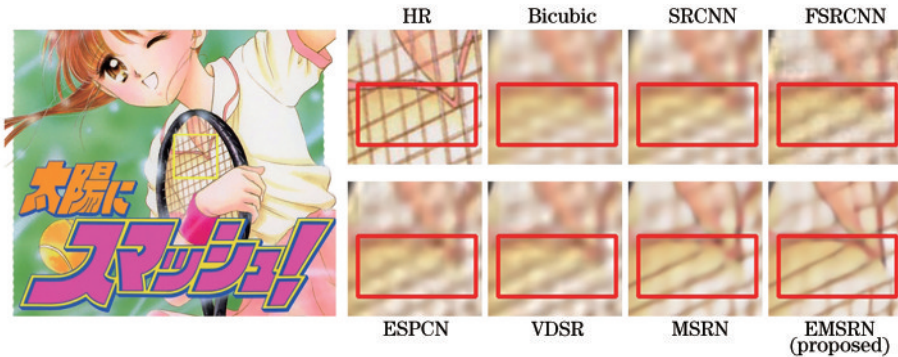 HR Bicubic SRCNN FSRCNN
太陽に
スマッシュ!
ESPCN VDSR MSRN EMSRN
(proposed)